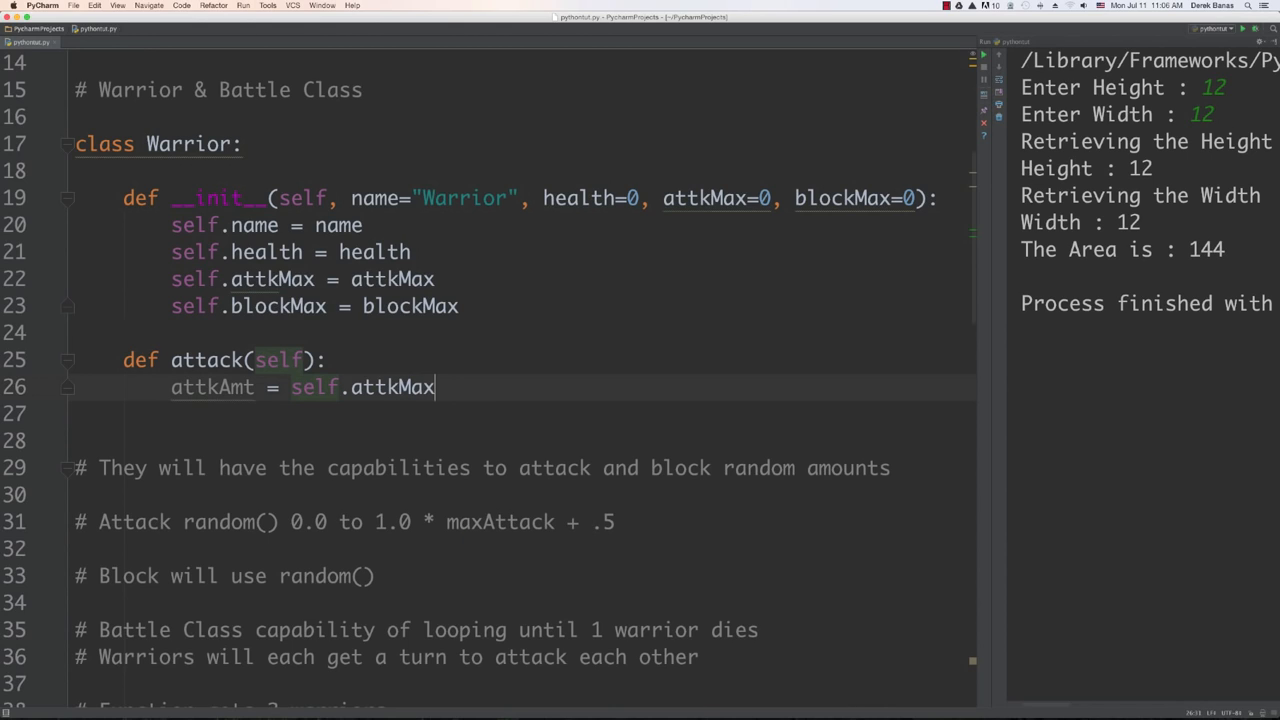 PyCharm File Edit View Navigate Code Refactor Run Tools VCS Window Help 10 Mon Jul 11 11:06 AM Derek Banas
pythontut.py - PycharmProjects - [~/PycharmProjects]
PycharmProjects pythontut.py pythontut
pythontut.py
Run: pythontut
14
15 # Warrior & Battle Class
16
17 class Warrior:
18
19 def __init__(self, name="Warrior", health=0, attkMax=0, blockMax=0):
20 self.name = name
21 self.health = health
22 self.attkMax = attkMax
23 self.blockMax = blockMax
24
25 def attack(self):
26 attkAmt = self.attkMax
27
28
29 # They will have the capabilities to attack and block random amounts
30
31 # Attack random() 0.0 to 1.0 * maxAttack + .5
32
33 # Block will use random()
34
35 # Battle Class capability of looping until 1 warrior dies
36 # Warriors will each get a turn to attack each other
37
/Library/Frameworks/Py
Enter Height : 12
Enter Width : 12
Retrieving the Height
Height : 12
Retrieving the Width
Width : 12
The Area is : 144
Process finished with
26:31 LF÷ UTF-8÷